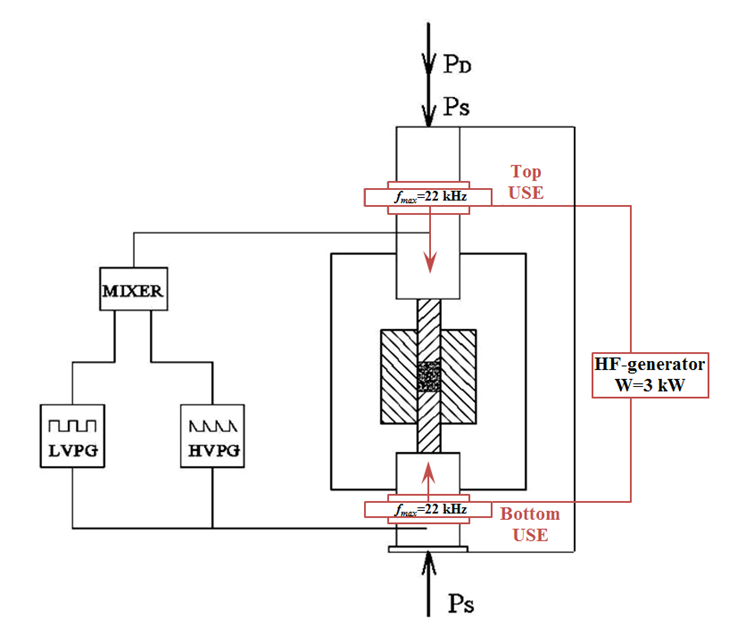 PD
Ps
Top
USE
fmax=22 kHz
MIXER
HF-generator
W=3 kW
LVPG
HVPG
fmax=22 kHz
Bottom
USE
Ps